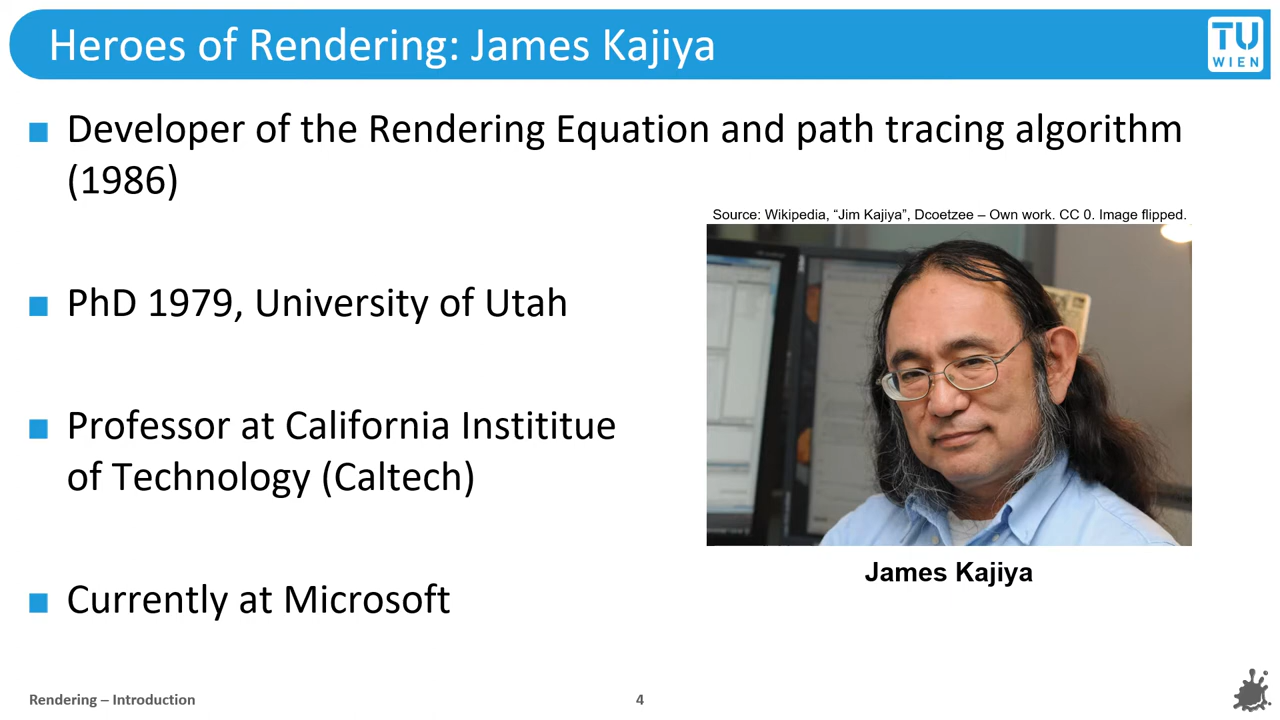 Heroes of Rendering: James Kajiya
TU
WIEN
Developer of the Rendering Equation and path tracing algorithm
(1986)
Source: Wikipedia, “Jim Kajiya”, Dcoetzee – Own work. CC 0. Image flipped.
PhD 1979, University of Utah
Professor at California Instititue
of Technology (Caltech)
James Kajiya
Currently at Microsoft
Rendering – Introduction
4